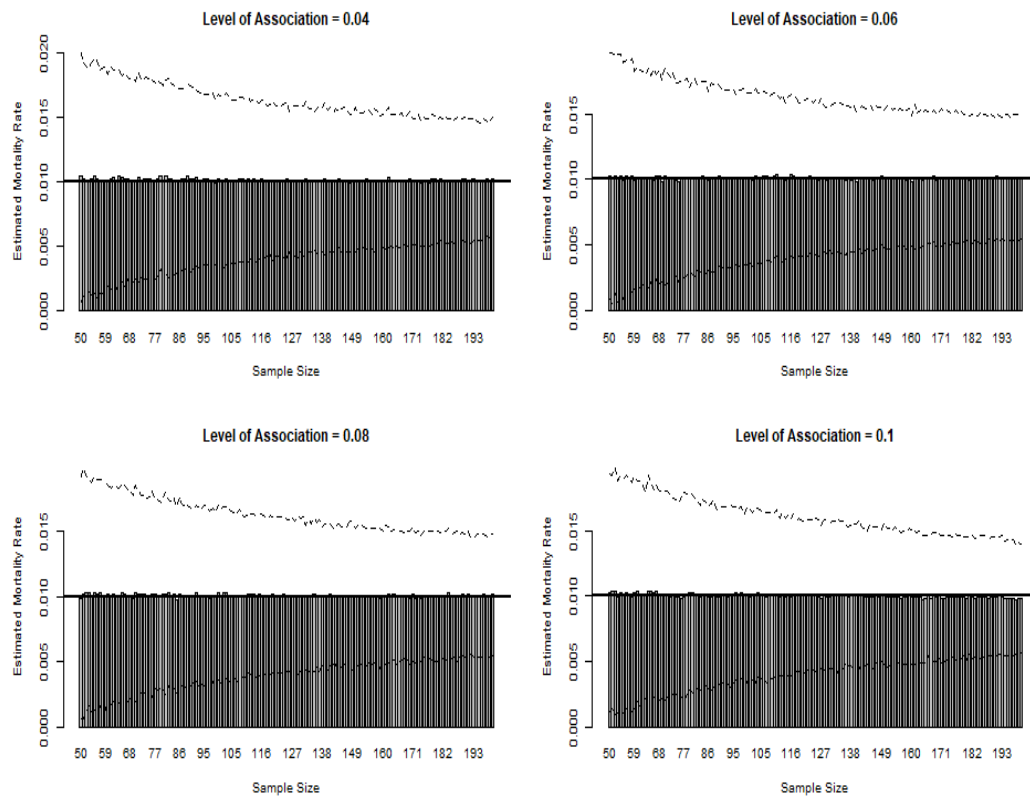 Level of Association = 0.04
Estimated Mortality Rate
0.000 0.005 0.010 0.015 0.020
50 59 68 77 86 95 105 116 127 138 149 160 171 182 193
Sample Size
Level of Association = 0.06
Estimated Mortality Rate
0.000 0.005 0.010 0.015
50 59 68 77 86 95 105 116 127 138 149 160 171 182 193
Sample Size
Level of Association = 0.08
Estimated Mortality Rate
0.000 0.005 0.010 0.015
50 59 68 77 86 95 105 116 127 138 149 160 171 182 193
Sample Size
Level of Association = 0.1
Estimated Mortality Rate
0.000 0.005 0.010 0.015
50 59 68 77 86 95 105 116 127 138 149 160 171 182 193
Sample Size